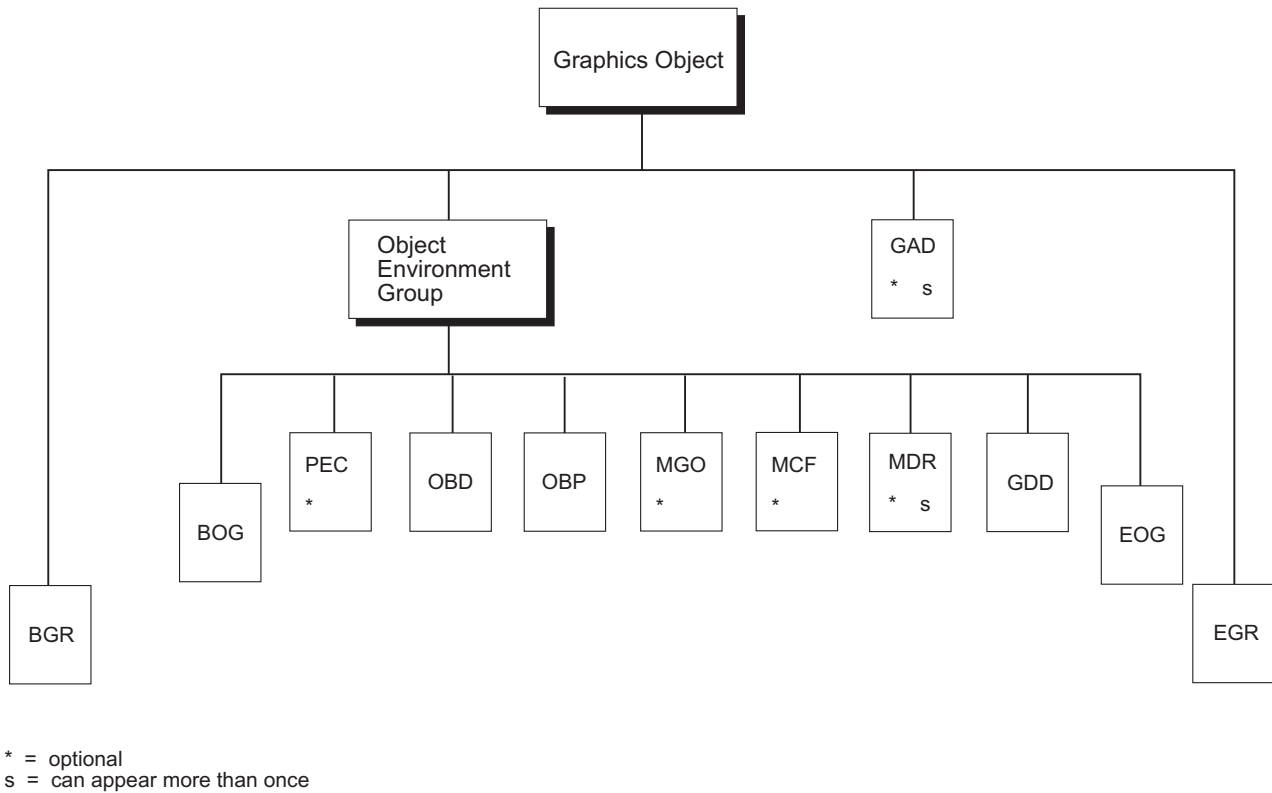 Graphics Object
Object
Environment
Group
GAD
* s
BOG
PEC
*
OBD
OBP
MGO
*
MCF
*
MDR
* s
GDD
EOG
BGR
EGR
* = optional
s = can appear more than once